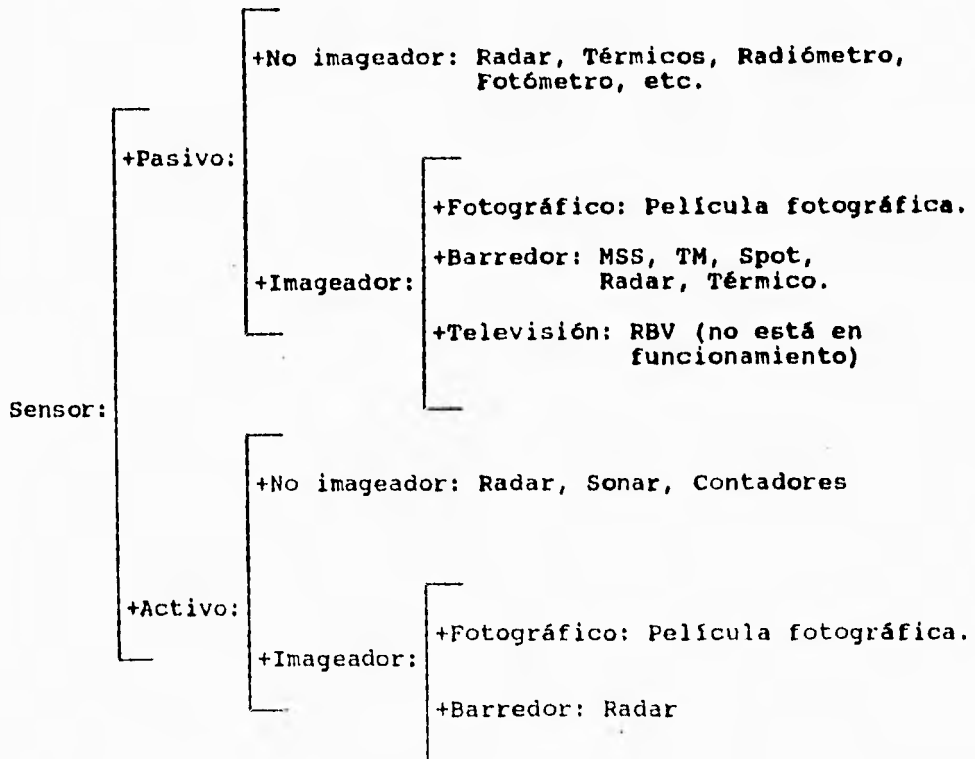 +No imageador: Radar, Térmicos, Radiómetro,
Fotómetro, etc.
+Pasivo:
+Fotográfico: Película fotográfica.
+Barredor: MSS, TM, Spot,
Radar, Térmico.
+Imageador:
+Televisión: RBV (no está en
funcionamiento)
Sensor:
+No imageador: Radar, Sonar, Contadores
+Activo:
+Fotográfico: Película fotográfica.
+Imageador:
+Barredor: Radar